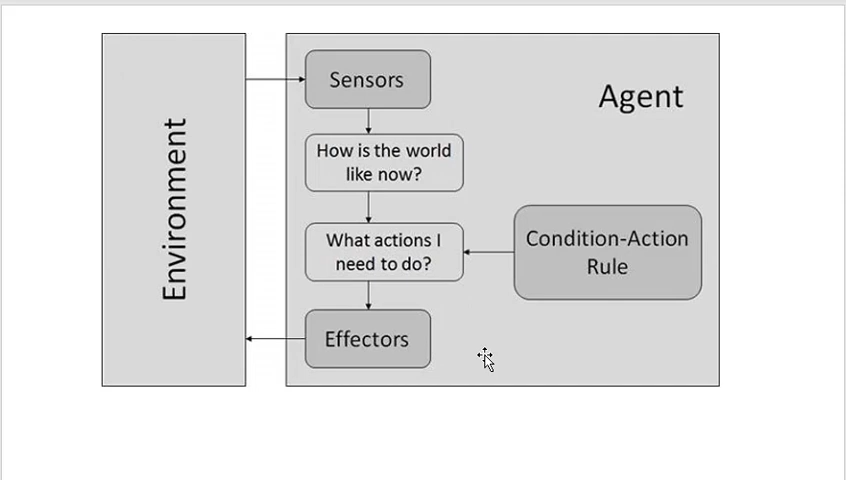 Environment
Sensors
Agent
How is the world
like now?
What actions I
need to do?
Condition-Action
Rule
Effectors